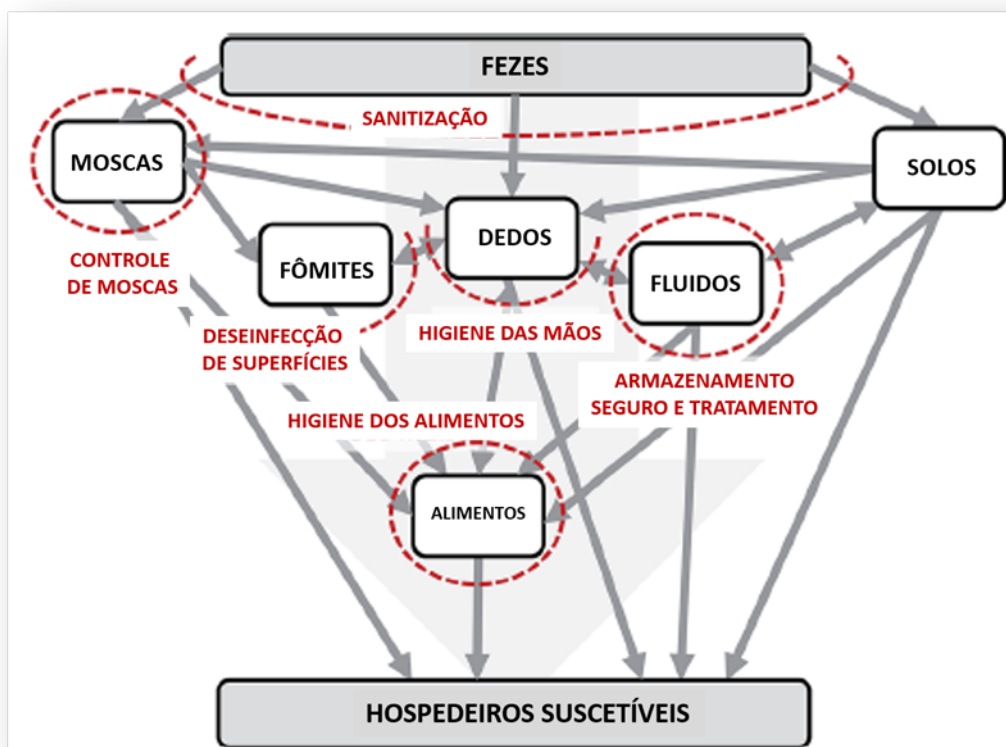 FEZES
SANITIZAÇÃO
MOSCAS
SOLOS
DEDOS
FÔMITES
FLUIDOS
CONTROLE
DE MOSCAS
DESEINFECÇÃO
DE SUPERFÍCIES
HIGIENE DAS MÃOS
ARMAZENAMENTO
SEGURO E TRATAMENTO
HIGIENE DOS ALIMENTOS
ALIMENTOS
HOSPEDEIROS SUSCETÍVEIS